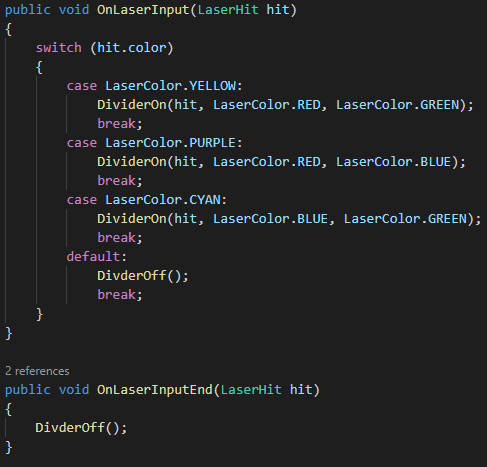 public void OnLaserInput(LaserHit hit)
{
    switch (hit.color)
    {
        case LaserColor.YELLOW:
            DividerOn(hit, LaserColor.RED, LaserColor.GREEN);
            break;
        case LaserColor.PURPLE:
            DividerOn(hit, LaserColor.RED, LaserColor.BLUE);
            break;
        case LaserColor.CYAN:
            DividerOn(hit, LaserColor.BLUE, LaserColor.GREEN);
            break;
        default:
            DivderOff();
            break;
    }
}
2 references
public void OnLaserInputEnd(LaserHit hit)
{
    DivderOff();
}